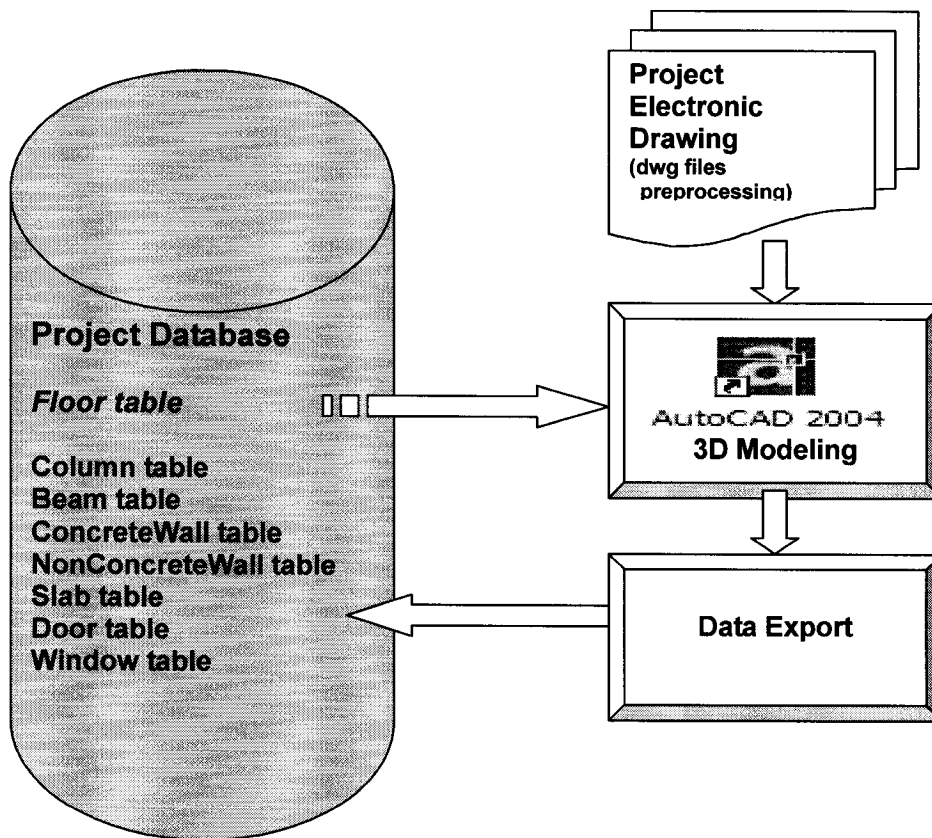 Project
Electronic
Drawing
(dwg files
preprocessing)
Project Database
Floor table
Column table
Beam table
ConcreteWall table
NonConcreteWall table
Slab table
Door table
Window table
a
AutoCAD 2004
3D Modeling
Data Export